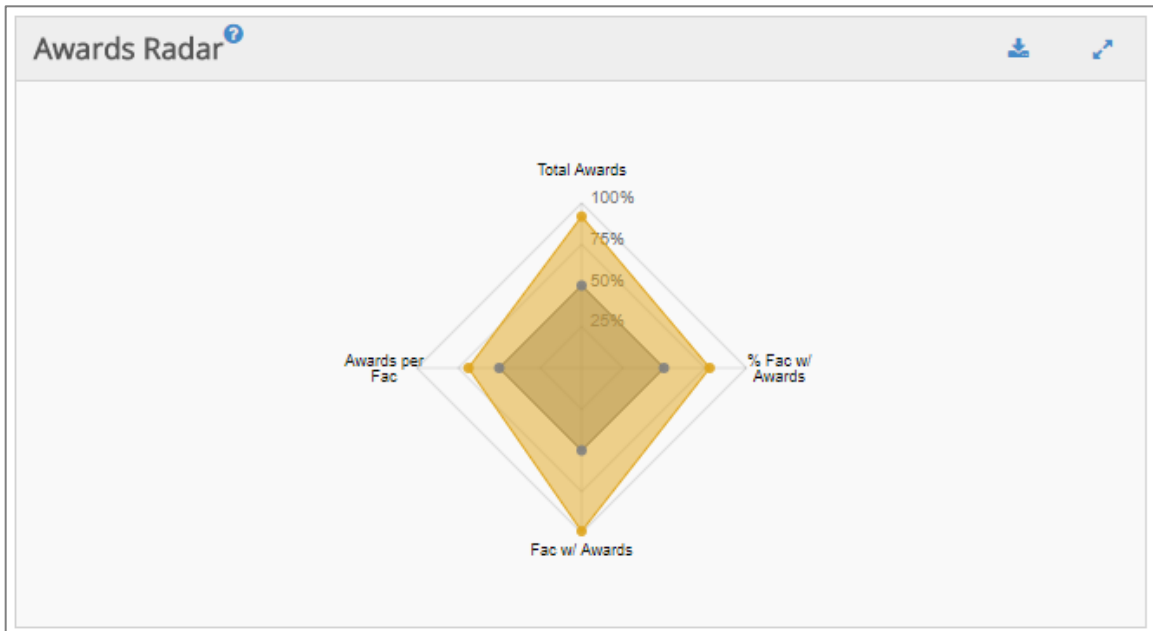 Awards Radar?
Total Awards
100%
75%
50%
25%
Awards per
Fac
% Fac w/
Awards
Fac w/ Awards